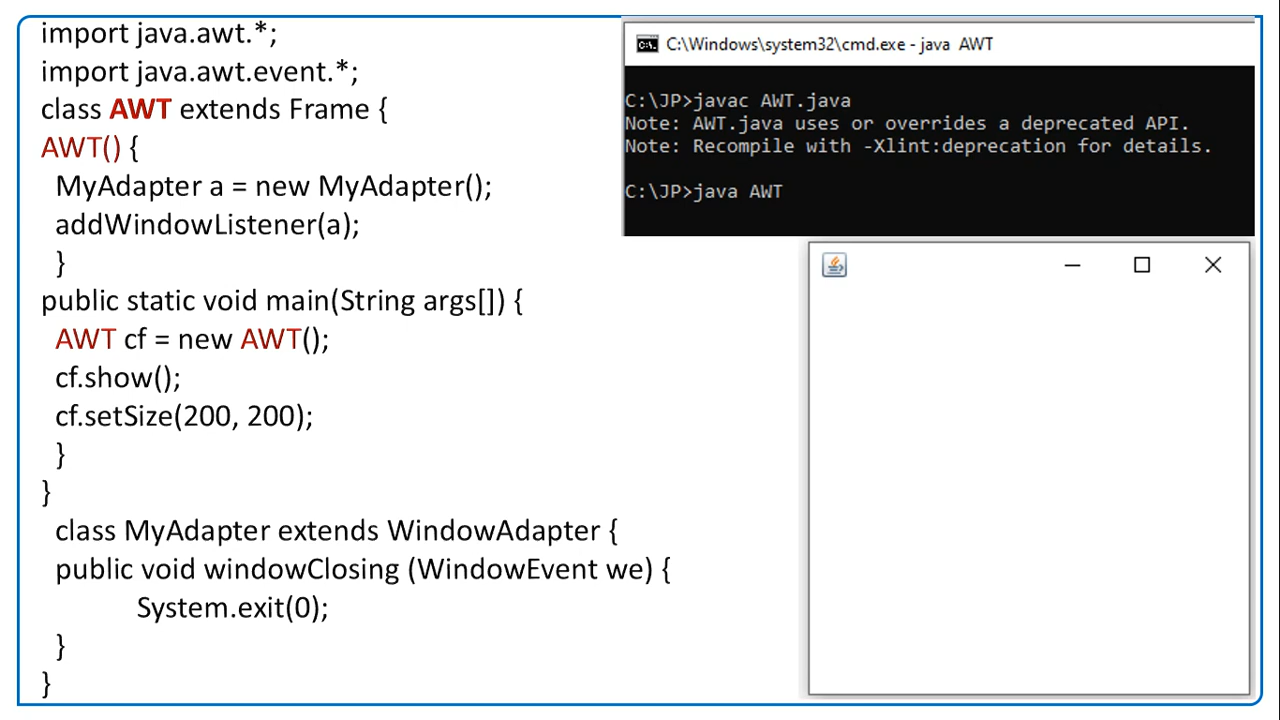 import java.awt.*;
import java.awt.event.*;
class AWT extends Frame {
AWT() {
MyAdapter a = new MyAdapter();
addWindowListener(a);
}
public static void main(String args[]) {
AWT cf = new AWT();
cf.show();
cf.setSize(200, 200);
}
}
class MyAdapter extends WindowAdapter {
public void windowClosing (WindowEvent we) {
System.exit(0);
}
}
C:\Windows\system32\cmd.exe - java AWT
C:\JP>javac AWT.java
Note: AWT.java uses or overrides a deprecated API.
Note: Recompile with -Xlint:deprecation for details.
C:\JP>java AWT